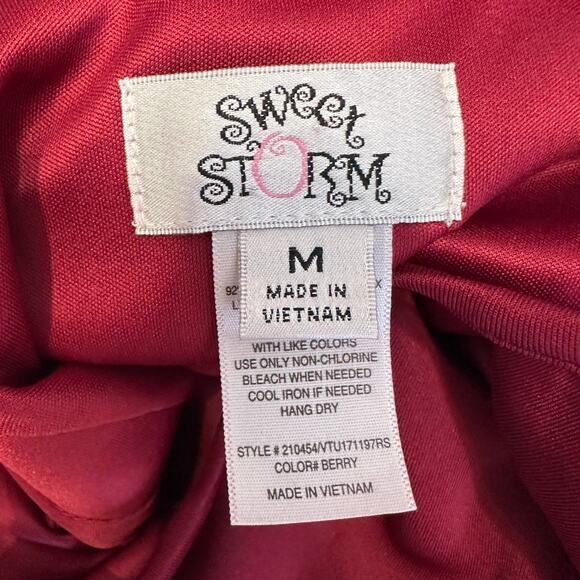 Sweet
STORM
M
MADE IN
VIETNAM
WITH LIKE COLORS
USE ONLY NON-CHLORINE
BLEACH WHEN NEEDED
COOL IRON IF NEEDED
HANG DRY
STYLE # 210454/VTU171197RS
COLOR# BERRY
MADE IN VIETNAM